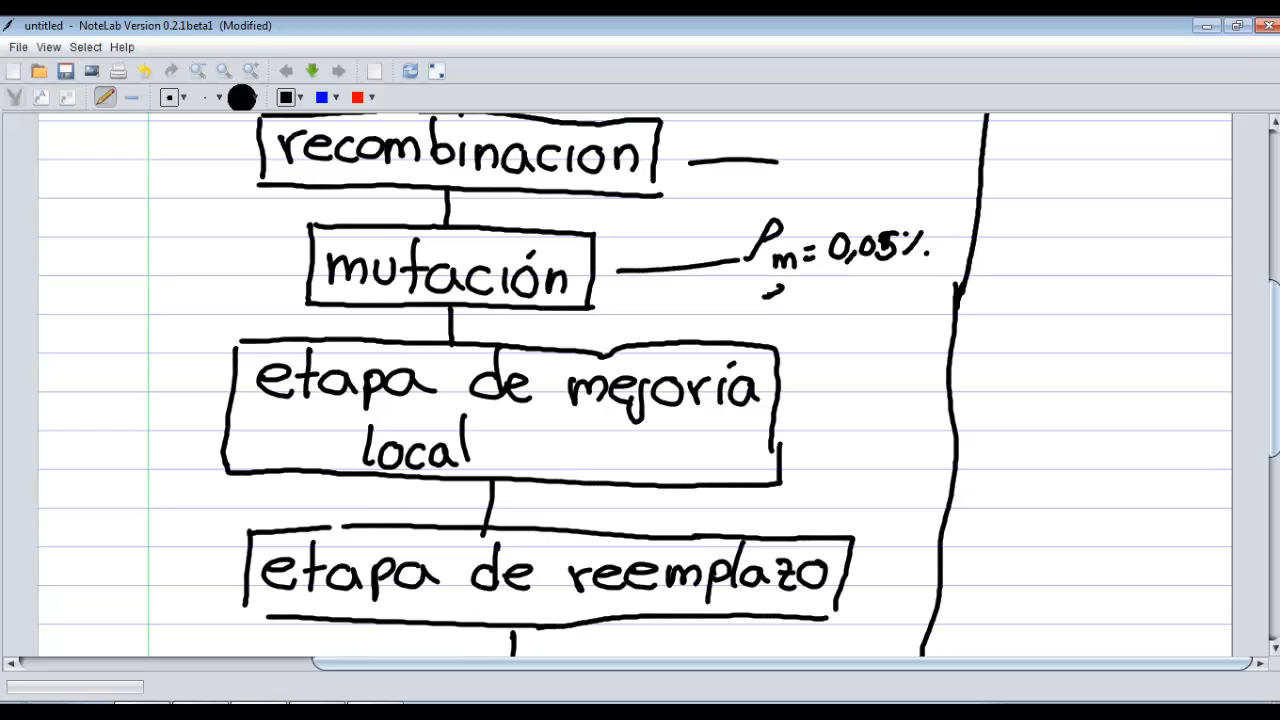 untitled - NoteLab Version 0.2.1beta1 (Modified)
File View Select Help
recombinacion
mutación
Pm = 0,05%.
etapa de mejoría
local
etapa de reemplazo